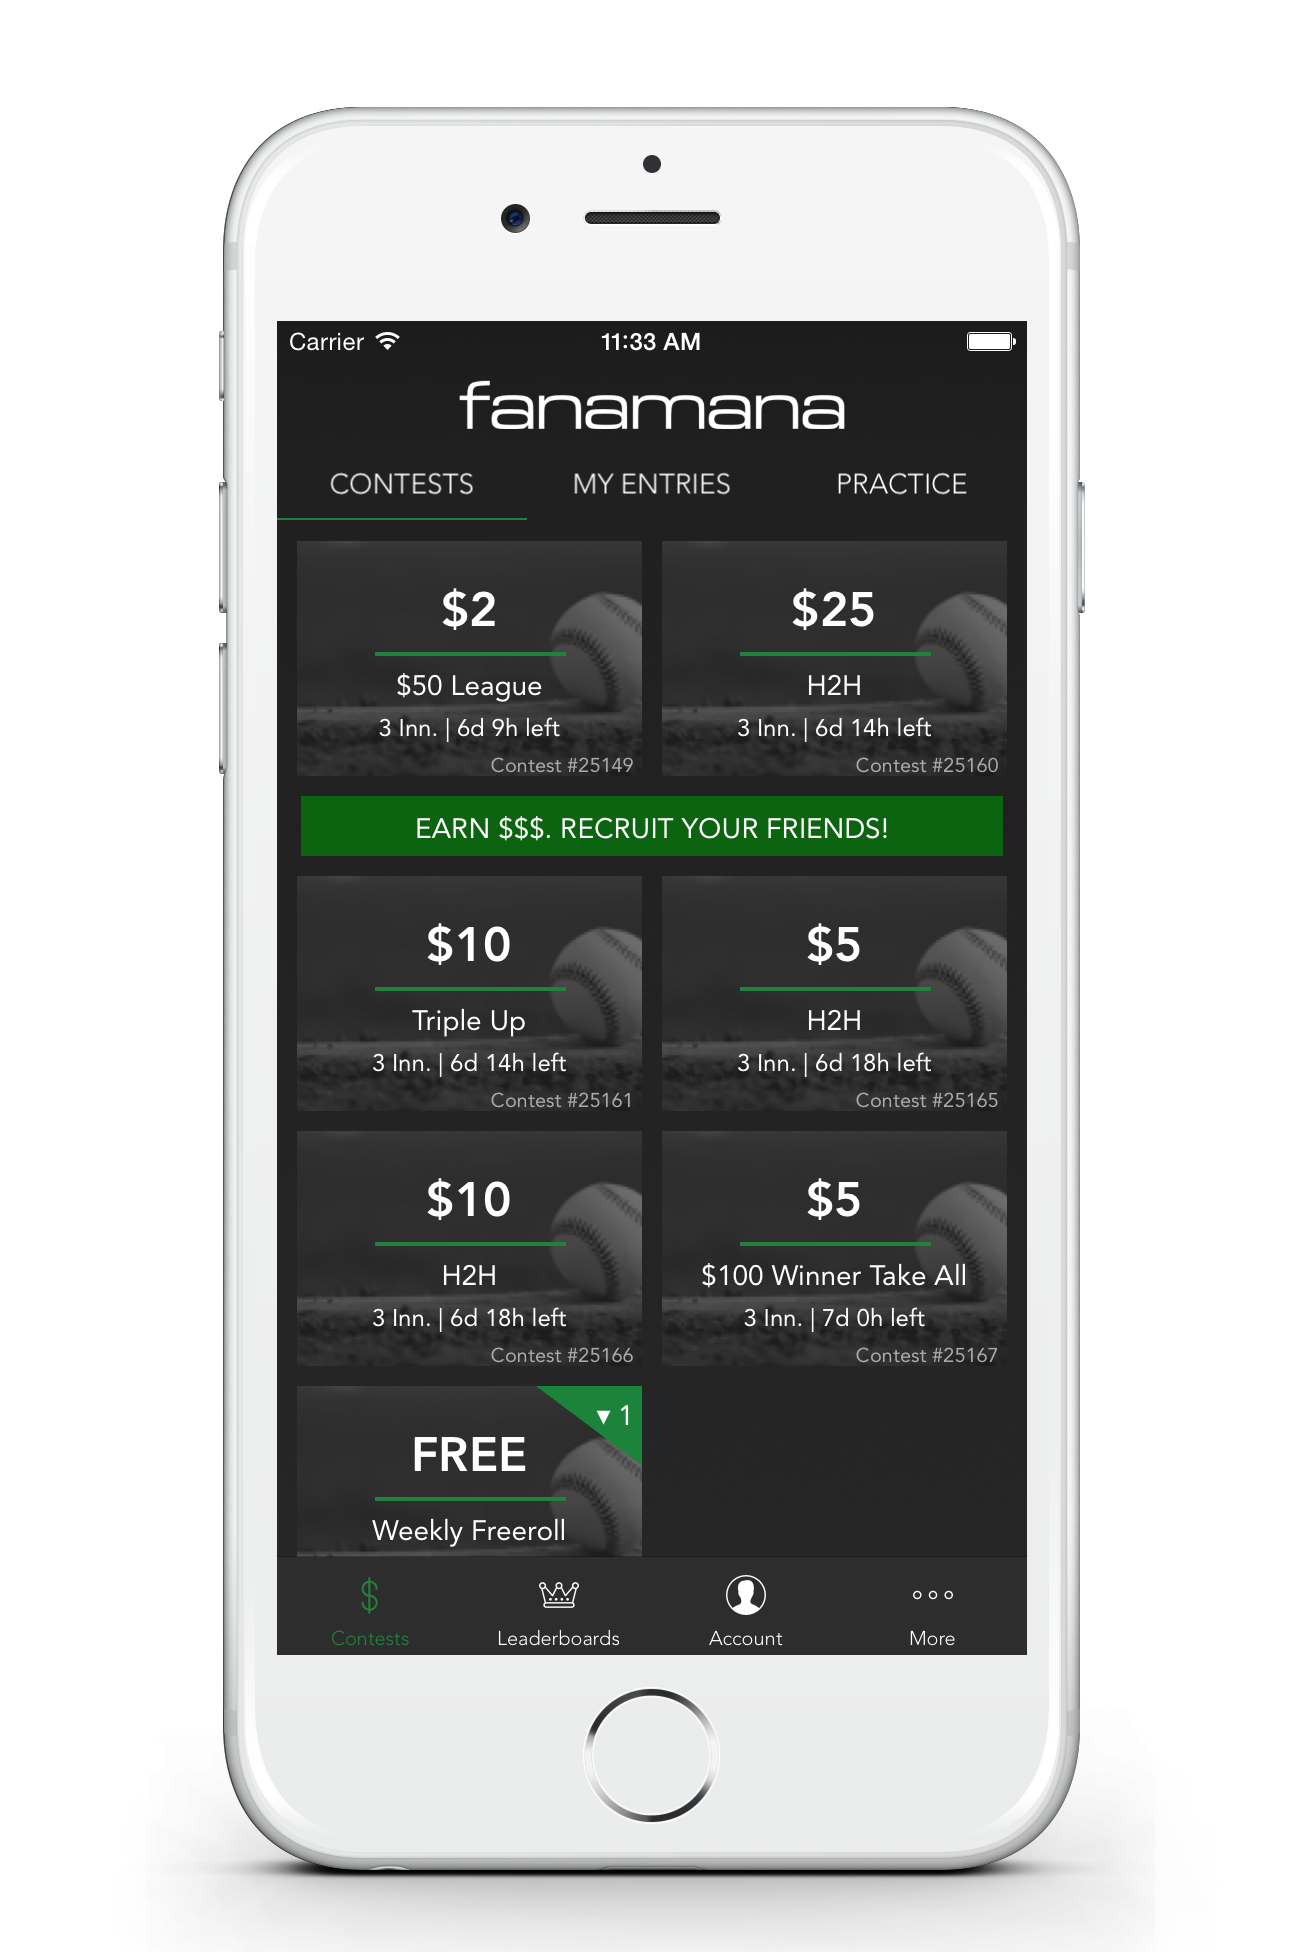 Carrier 11:33 AM
fanamana
CONTESTS MY ENTRIES PRACTICE
$2
$50 League
3 Inn. | 6d 9h left
Contest #25149
$25
H2H
3 Inn. | 6d 14h left
Contest #25160
EARN $$$. RECRUIT YOUR FRIENDS!
$10
Triple Up
3 Inn. | 6d 14h left
Contest #25161
$5
H2H
3 Inn. | 6d 18h left
Contest #25165
$10
H2H
3 Inn. | 6d 18h left
Contest #25166
$5
$100 Winner Take All
3 Inn. | 7d 0h left
Contest #25167
▼ 1
FREE
Weekly Freeroll
$
Contests Leaderboards Account More